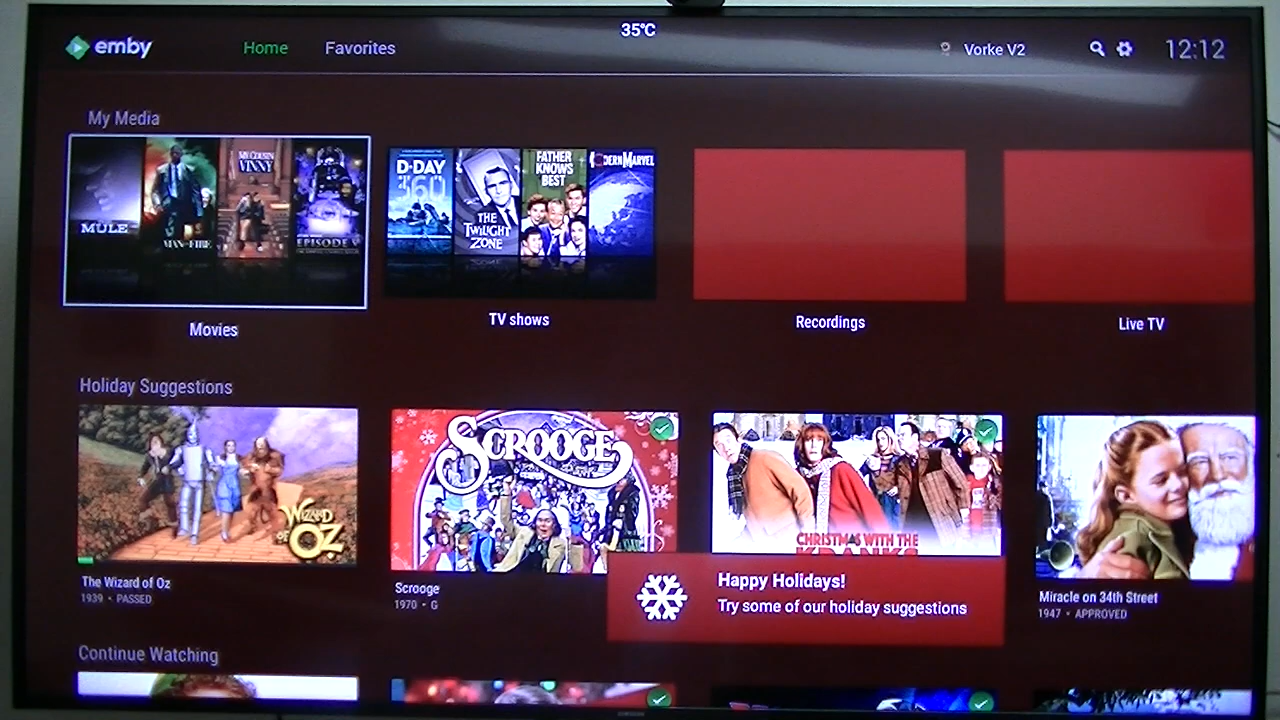 35°C
emby
Home
Favorites
Vorke V2
12:12
My Media
MULE
MAN ON FIRE
MY COUSIN
VINNY
EPISODE V
D-DAY
360
THE
TWILIGHT
ZONE
FATHER
KNOWS
BEST
ODERN MARVEL
Movies
TV shows
Recordings
Live TV
Holiday Suggestions
WIZARD
OF OZ
SCROOGE
CHRISTMAS WITH THE
KRANKS
The Wizard of Oz
1939 • PASSED
Scrooge
1970 • G
Happy Holidays!
Try some of our holiday suggestions
Miracle on 34th Street
1947 • APPROVED
Continue Watching